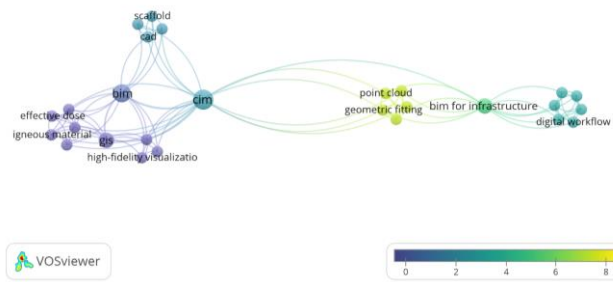 scaffold
cad
bim
cim
point cloud
geometric fitting
bim for infrastructure
digital workflow
effective dose
igneous material
gis
high-fidelity visualizatio
VOSviewer
0 2 4 6 8